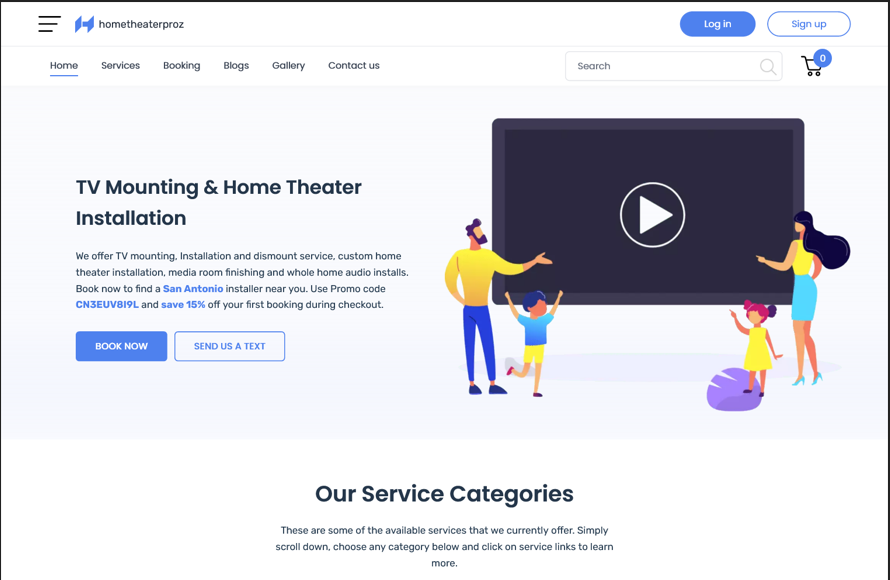 hometheaterproz
Log in
Sign up
Home
Services
Booking
Blogs
Gallery
Contact us
Search
0
TV Mounting & Home Theater
Installation
We offer TV mounting, Installation and dismount service, custom home
theater installation, media room finishing and whole home audio installs.
Book now to find a San Antonio installer near you. Use Promo code
CN3EUV8I9L and save 15% off your first booking during checkout.
BOOK NOW
SEND US A TEXT
Our Service Categories
These are some of the available services that we currently offer. Simply
scroll down, choose any category below and click on service links to learn
more.